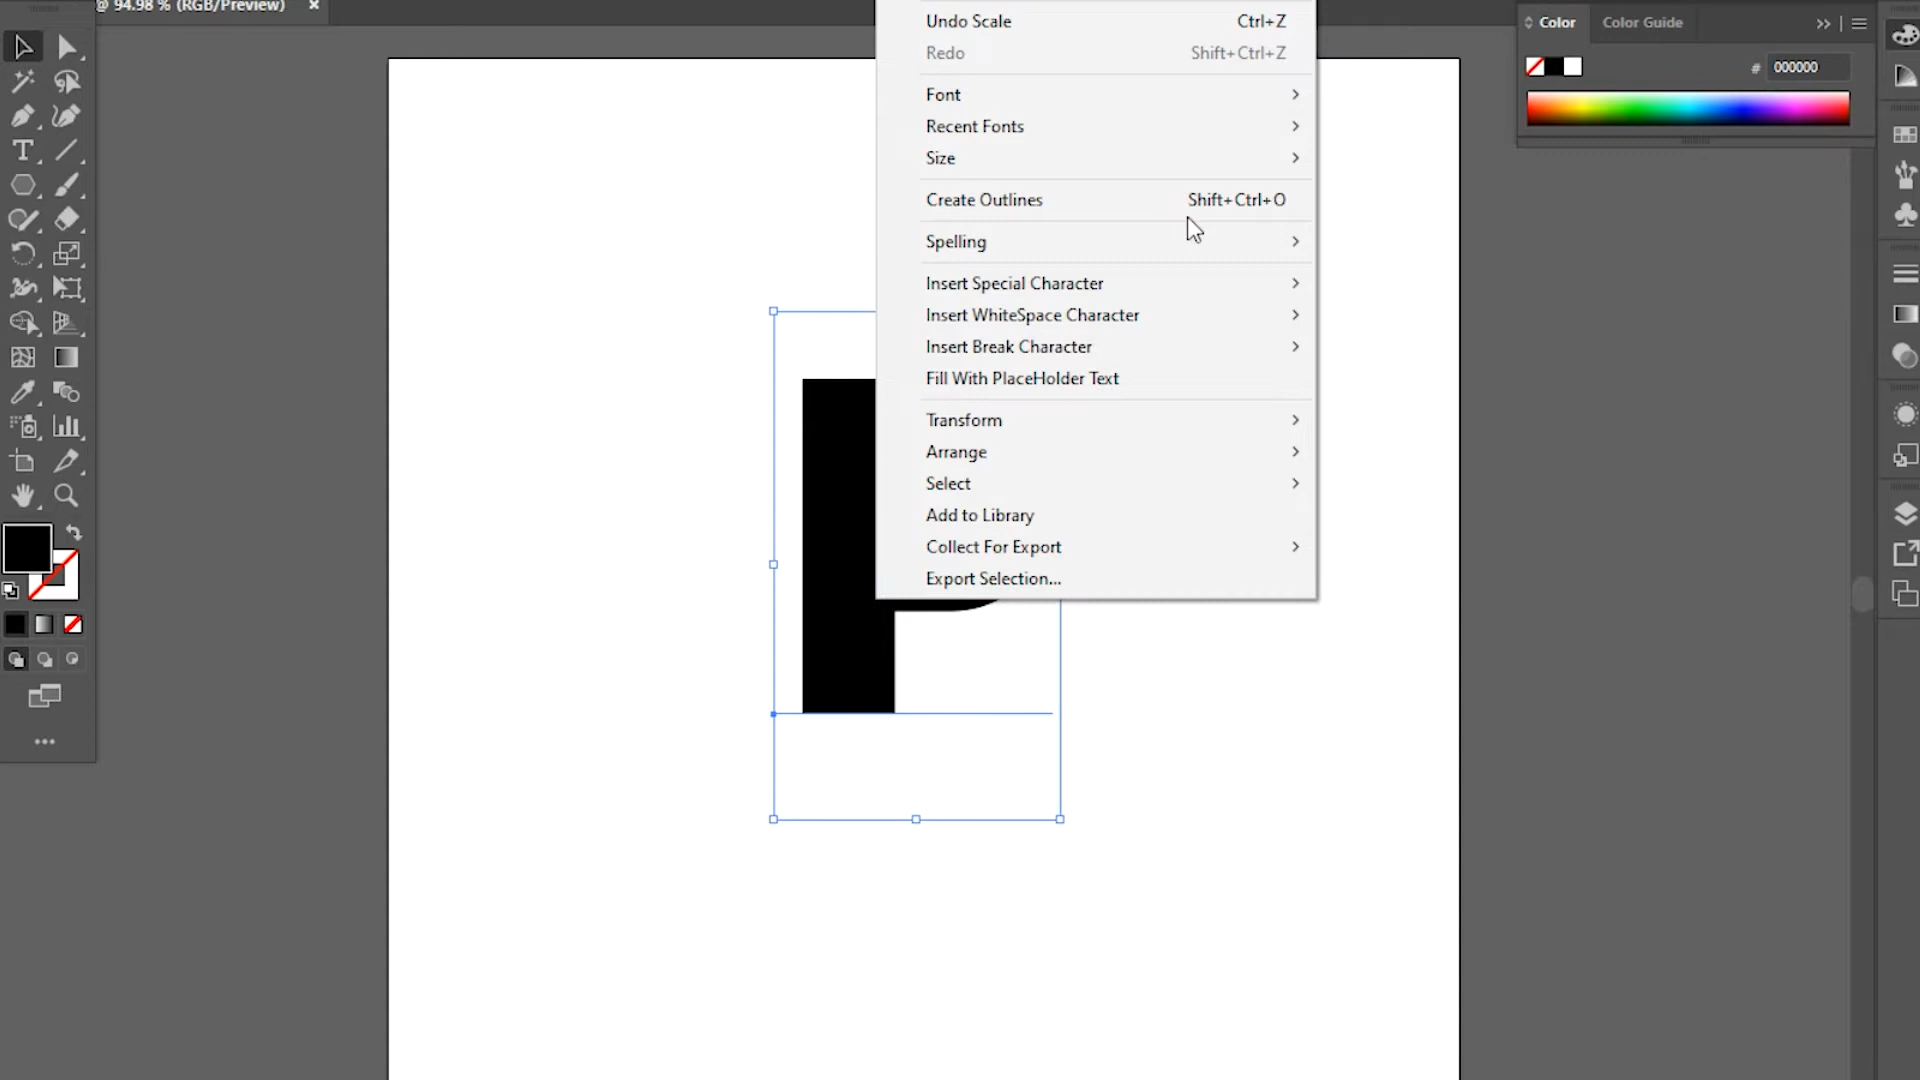 @ 94.98 % (RGB/Preview) ×
Undo Scale Ctrl+Z
Redo Shift+Ctrl+Z
Font
Recent Fonts
Size
Create Outlines Shift+Ctrl+O
Spelling
Insert Special Character
Insert WhiteSpace Character
Insert Break Character
Fill With PlaceHolder Text
Transform
Arrange
Select
Add to Library
Collect For Export
Export Selection...
Color Color Guide
# 000000
P